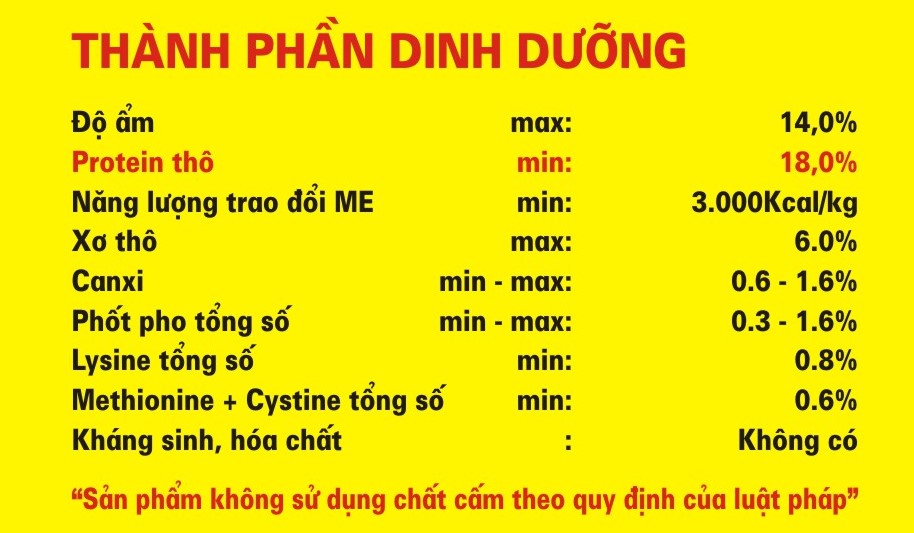 THÀNH PHẦN DINH DƯỠNG
Độ ẩm max: 14,0%
Protein thô min: 18,0%
Năng lượng trao đổi ME min: 3.000Kcal/kg
Xơ thô max: 6.0%
Canxi min - max: 0.6 - 1.6%
Phốt pho tổng số min - max: 0.3 - 1.6%
Lysine tổng số min: 0.8%
Methionine + Cystine tổng số min: 0.6%
Kháng sinh, hóa chất : Không có
“Sản phẩm không sử dụng chất cấm theo quy định của luật pháp”